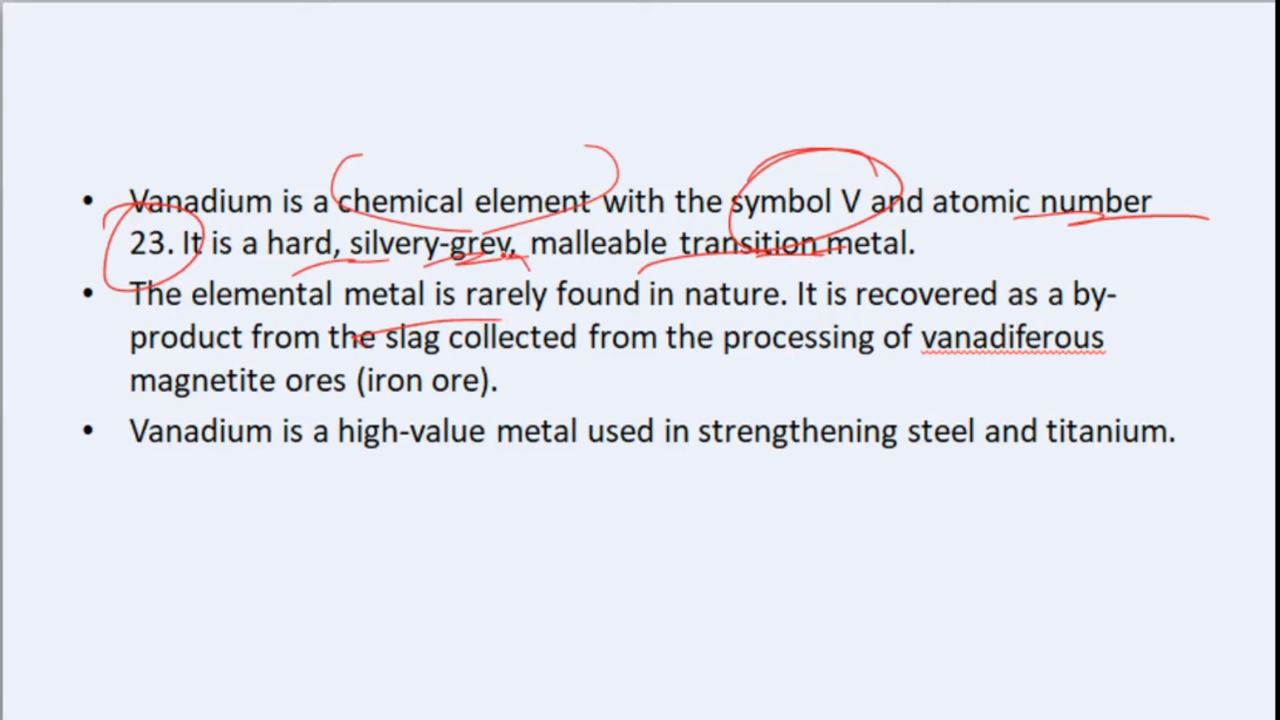 • Vanadium is a chemical element with the symbol V and atomic number
23. It is a hard, silvery-grey, malleable transition metal.
• The elemental metal is rarely found in nature. It is recovered as a by-
product from the slag collected from the processing of vanadiferous
magnetite ores (iron ore).
• Vanadium is a high-value metal used in strengthening steel and titanium.